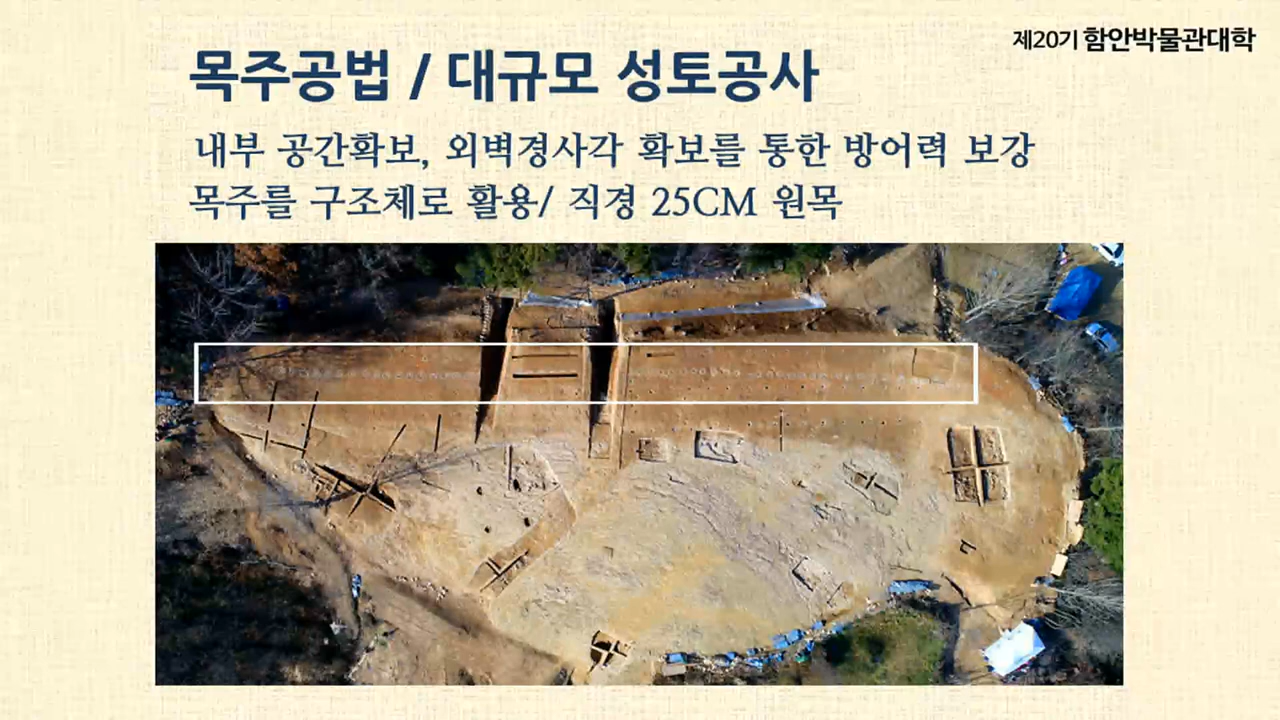 제20기 함안박물관대학
목주공법 / 대규모 성토공사
내부 공간확보, 외벽경사각 확보를 통한 방어력 보강
목주를 구조체로 활용/ 직경 25CM 원목